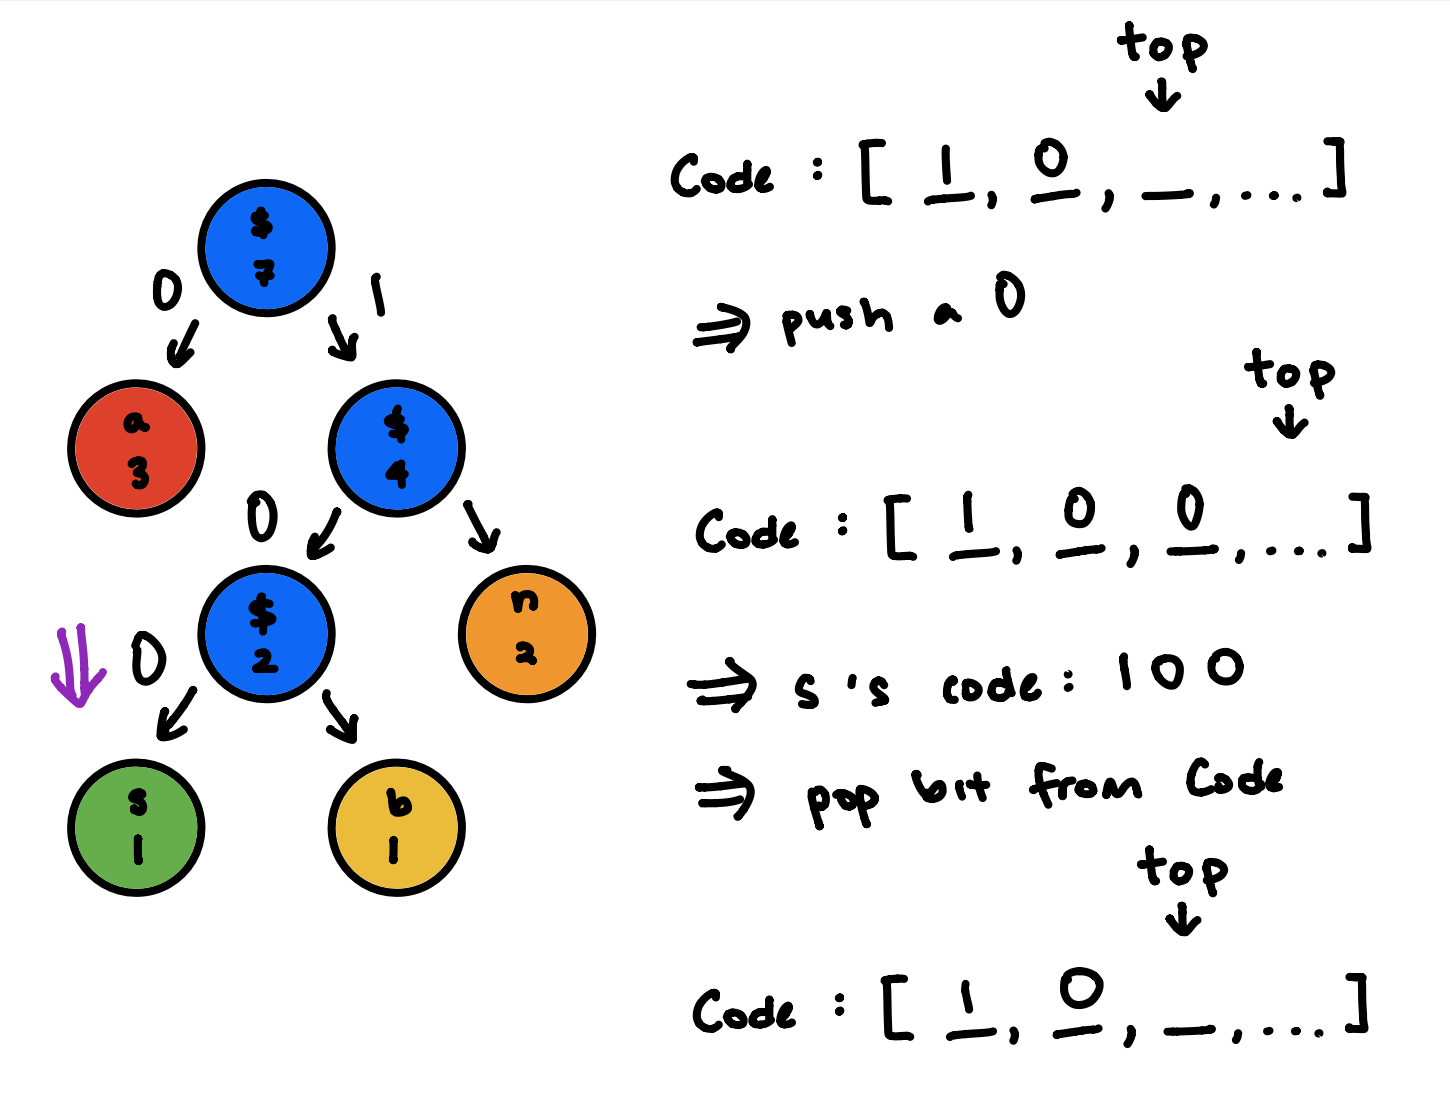 $
7
0
1
a
3
$
4
0
$
2
n
2
0
s
1
b
1
top
Code : [ 1, 0, _, ... ]
⇒ push a 0
top
Code : [ 1, 0, 0, ... ]
⇒ s's code: 100
⇒ pop bit from Code
top
Code : [ 1, 0, _, ... ]